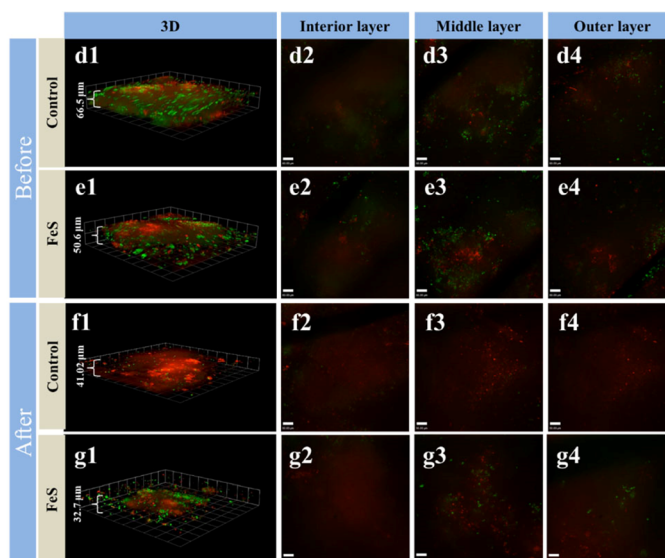 3D Interior layer Middle layer Outer layer
Before
Control
d1 d2 d3 d4
66.5 μm
FeS
e1 e2 e3 e4
50.6 μm
After
Control
f1 f2 f3 f4
41.02 μm
FeS
g1 g2 g3 g4
32.7 μm